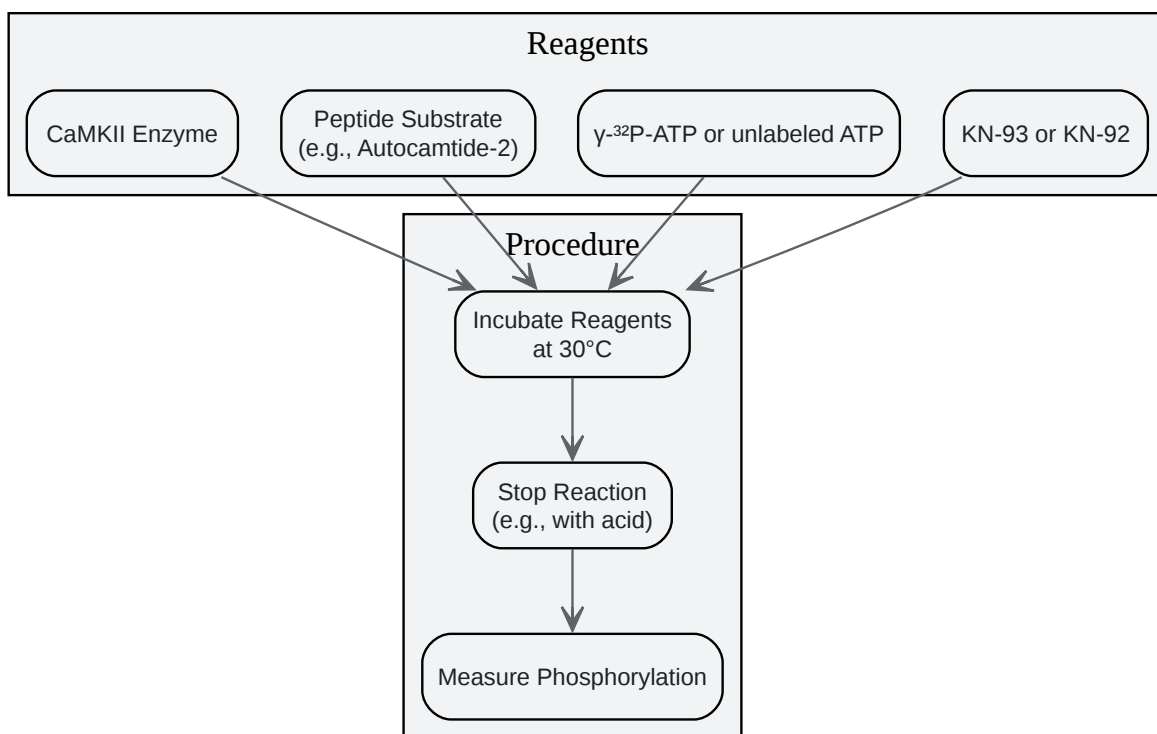 Reagents
CaMKII Enzyme
Peptide Substrate
(e.g., Autocamtide-2)
γ-³²P-ATP or unlabeled ATP
KN-93 or KN-92
Procedure
Incubate Reagents
at 30°C
Stop Reaction
(e.g., with acid)
Measure Phosphorylation